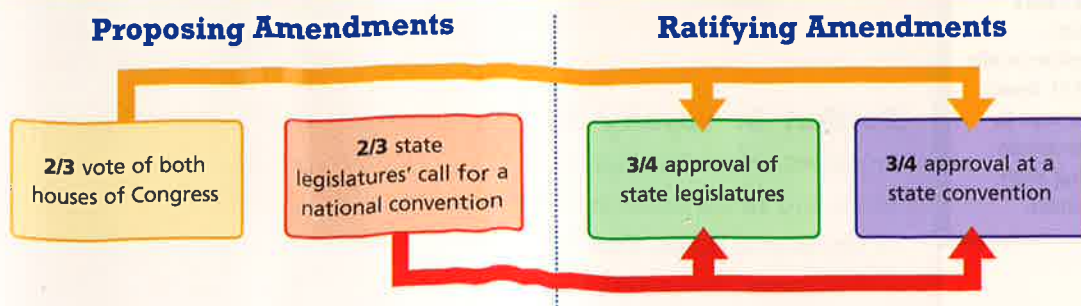 Proposing Amendments
Ratifying Amendments
2/3 vote of both
houses of Congress
2/3 state
legislatures' call for a
national convention
3/4 approval of
state legislatures
3/4 approval at a
state convention